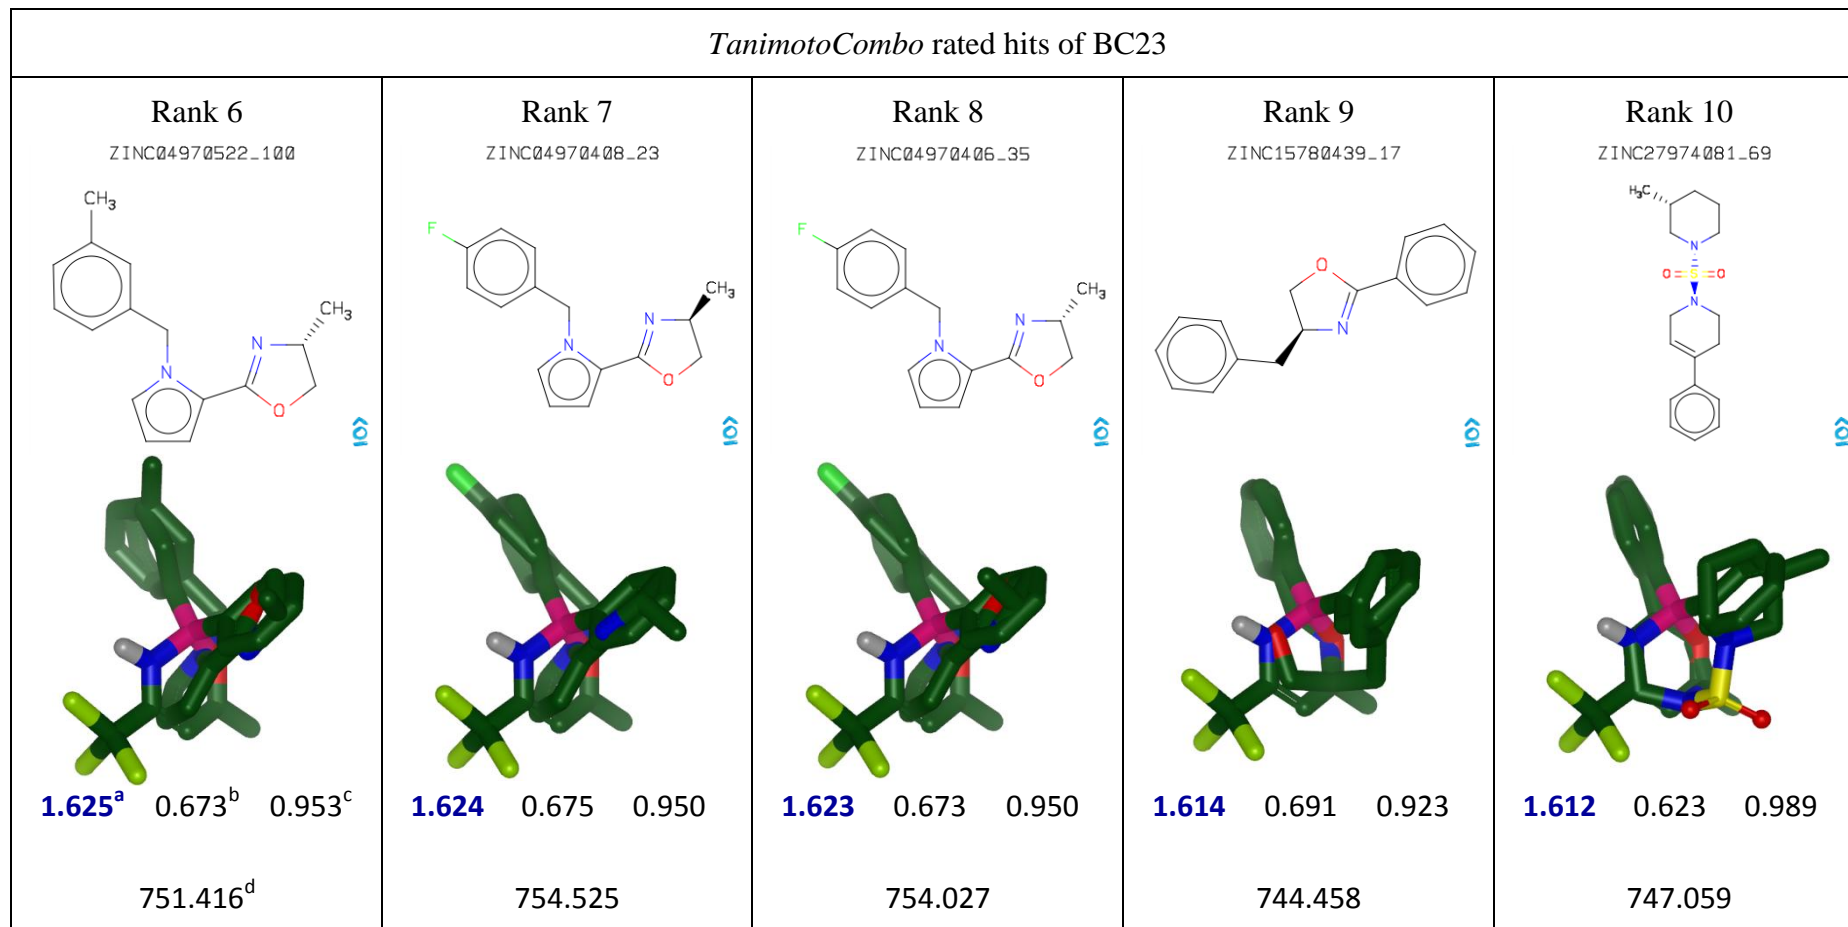 TanimotoCombo rated hits of BC23
Rank 6
ZINC04970522_100
CH3
N
N
O
1.625a 0.673b 0.953c
751.416d
Rank 7
ZINC04970408_23
F
CH3
N
N
O
1.624 0.675 0.950
754.525
Rank 8
ZINC04970406_35
F
CH3
N
N
O
1.623 0.673 0.950
754.027
Rank 9
ZINC15780439_17
O
N
1.614 0.691 0.923
744.458
Rank 10
ZINC27974081_69
H3C
N
O=S=O
N
1.612 0.623 0.989
747.059